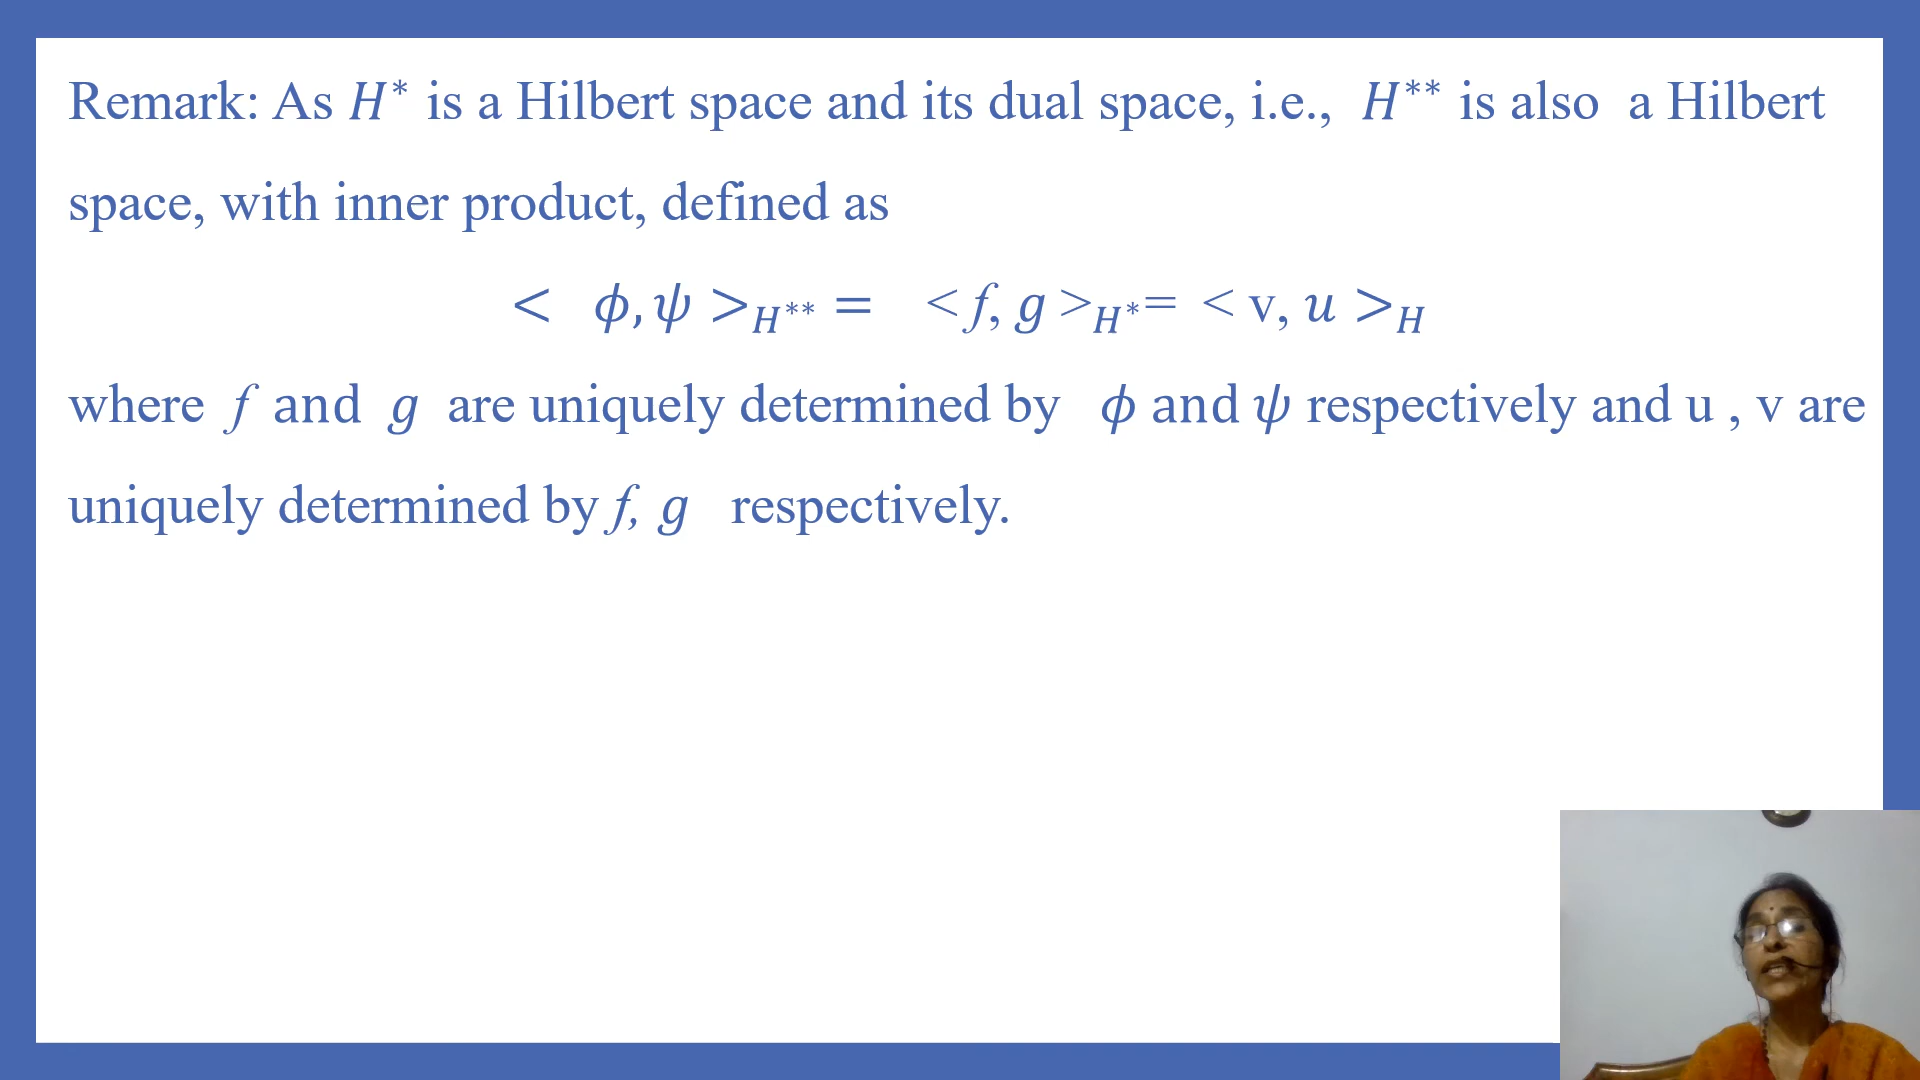 Remark: As H** is a Hilbert space and its dual space, i.e., H** is also a Hilbert
space, with inner product, defined as
< ϕ, ψ >H** = < f, g >H* = < v, u >H
where f and g are uniquely determined by ϕ and ψ respectively and u , v are
uniquely determined by f, g respectively.